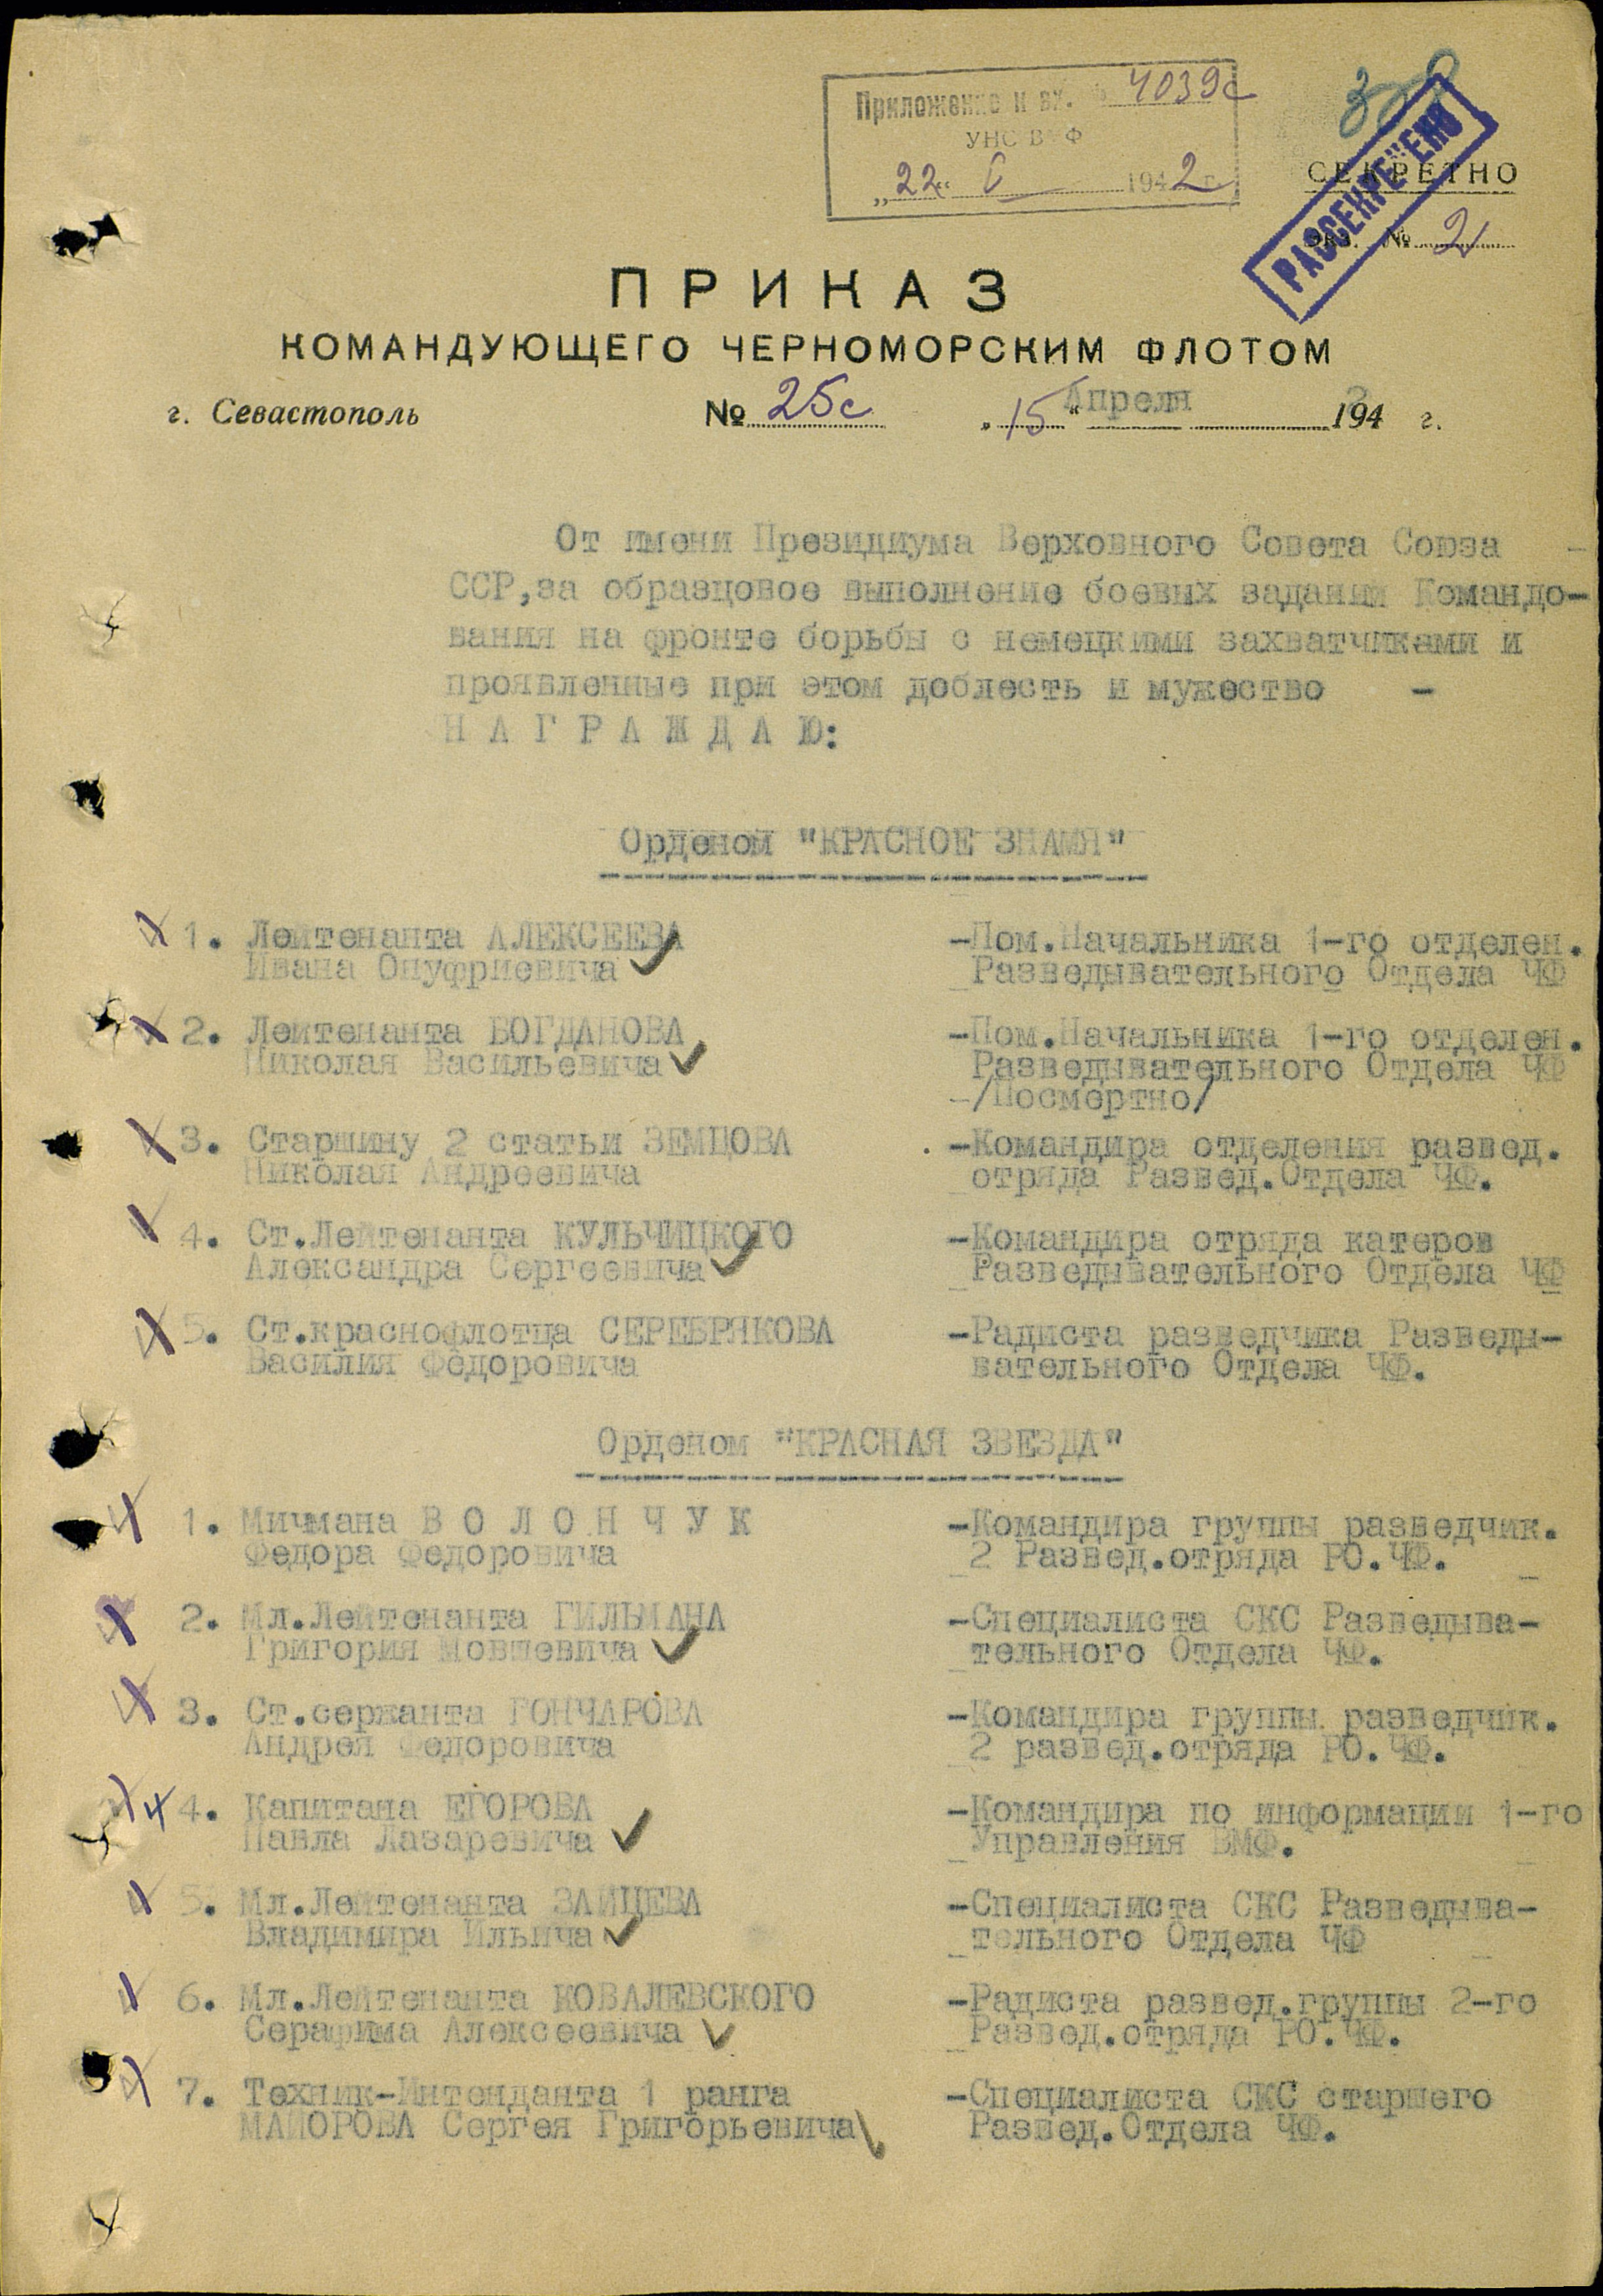 Приложение к вх. № 4039с
УНС ВМФ
„22“ 1942 г.
СЕКРЕТНО
Экз. № 2
РАССЕКРЕЧЕНО
ПРИКАЗ
КОМАНДУЮЩЕГО ЧЕРНОМОРСКИМ ФЛОТОМ
г. Севастополь № 25с „15“ Апреля 1942 г.
От имени Президиума Верховного Совета Союза -
ССР, за образцовое выполнение боевых заданий Командо-
вания на фронте борьбы с немецкими захватчиками и
проявленные при этом доблесть и мужество -
Н А Г Р А Ж Д А Ю:
Орденом "КРАСНОЕ ЗНАМЯ"
1. Лейтенанта АЛЕКСЕЕВА -Пом.Начальника 1-го отделен.
Ивана Онуфриевича Разведывательного Отдела ЧФ
2. Лейтенанта БОГДАНОВА -Пом.Начальника 1-го отделен.
Николая Васильевича Разведывательного Отдела ЧФ
-/Посмертно/
3. Старшину 2 статьи ЗЕМЦОВА -Командира отделения развед.
Николая Андреевича отряда Развед.Отдела ЧФ.
4. Ст.Лейтенанта КУЛЬЧИЦКОГО -Командира отряда катеров
Александра Сергеевича Разведывательного Отдела ЧФ
5. Ст.краснофлотца СЕРЕБРЯКОВА -Радиста разведчика Разведы-
Василия Федоровича вательного Отдела ЧФ.
Орденом "КРАСНАЯ ЗВЕЗДА"
1. Мичмана В О Л О Н Ч У К -Командира группы разведчик.
Федора Федоровича 2 Развед.отряда РО.ЧФ.
2. Мл.Лейтенанта ГИЛЬМАНА -Специалиста СКС Разведыва-
Григория Мовшевича тельного Отдела ЧФ.
3. Ст.сержанта ГОНЧАРОВА -Командира группы разведчик.
Андрея Федоровича 2 развед.отряда РО.ЧФ.
4. Капитана ЕГОРОВА -Командира по информации 1-го
Павла Лазаревича Управления ВМФ.
5. Мл.Лейтенанта ЗАЙЦЕВА -Специалиста СКС Разведыва-
Владимира Ильича тельного Отдела ЧФ
6. Мл.Лейтенанта КОВАЛЕВСКОГО -Радиста развед.группы 2-го
Серафима Алексеевича Развед.отряда РО.ЧФ.
7. Техник-Интенданта 1 ранга -Специалиста СКС старшего
МАЙОРОВА Сергея Григорьевича Развед.Отдела ЧФ.